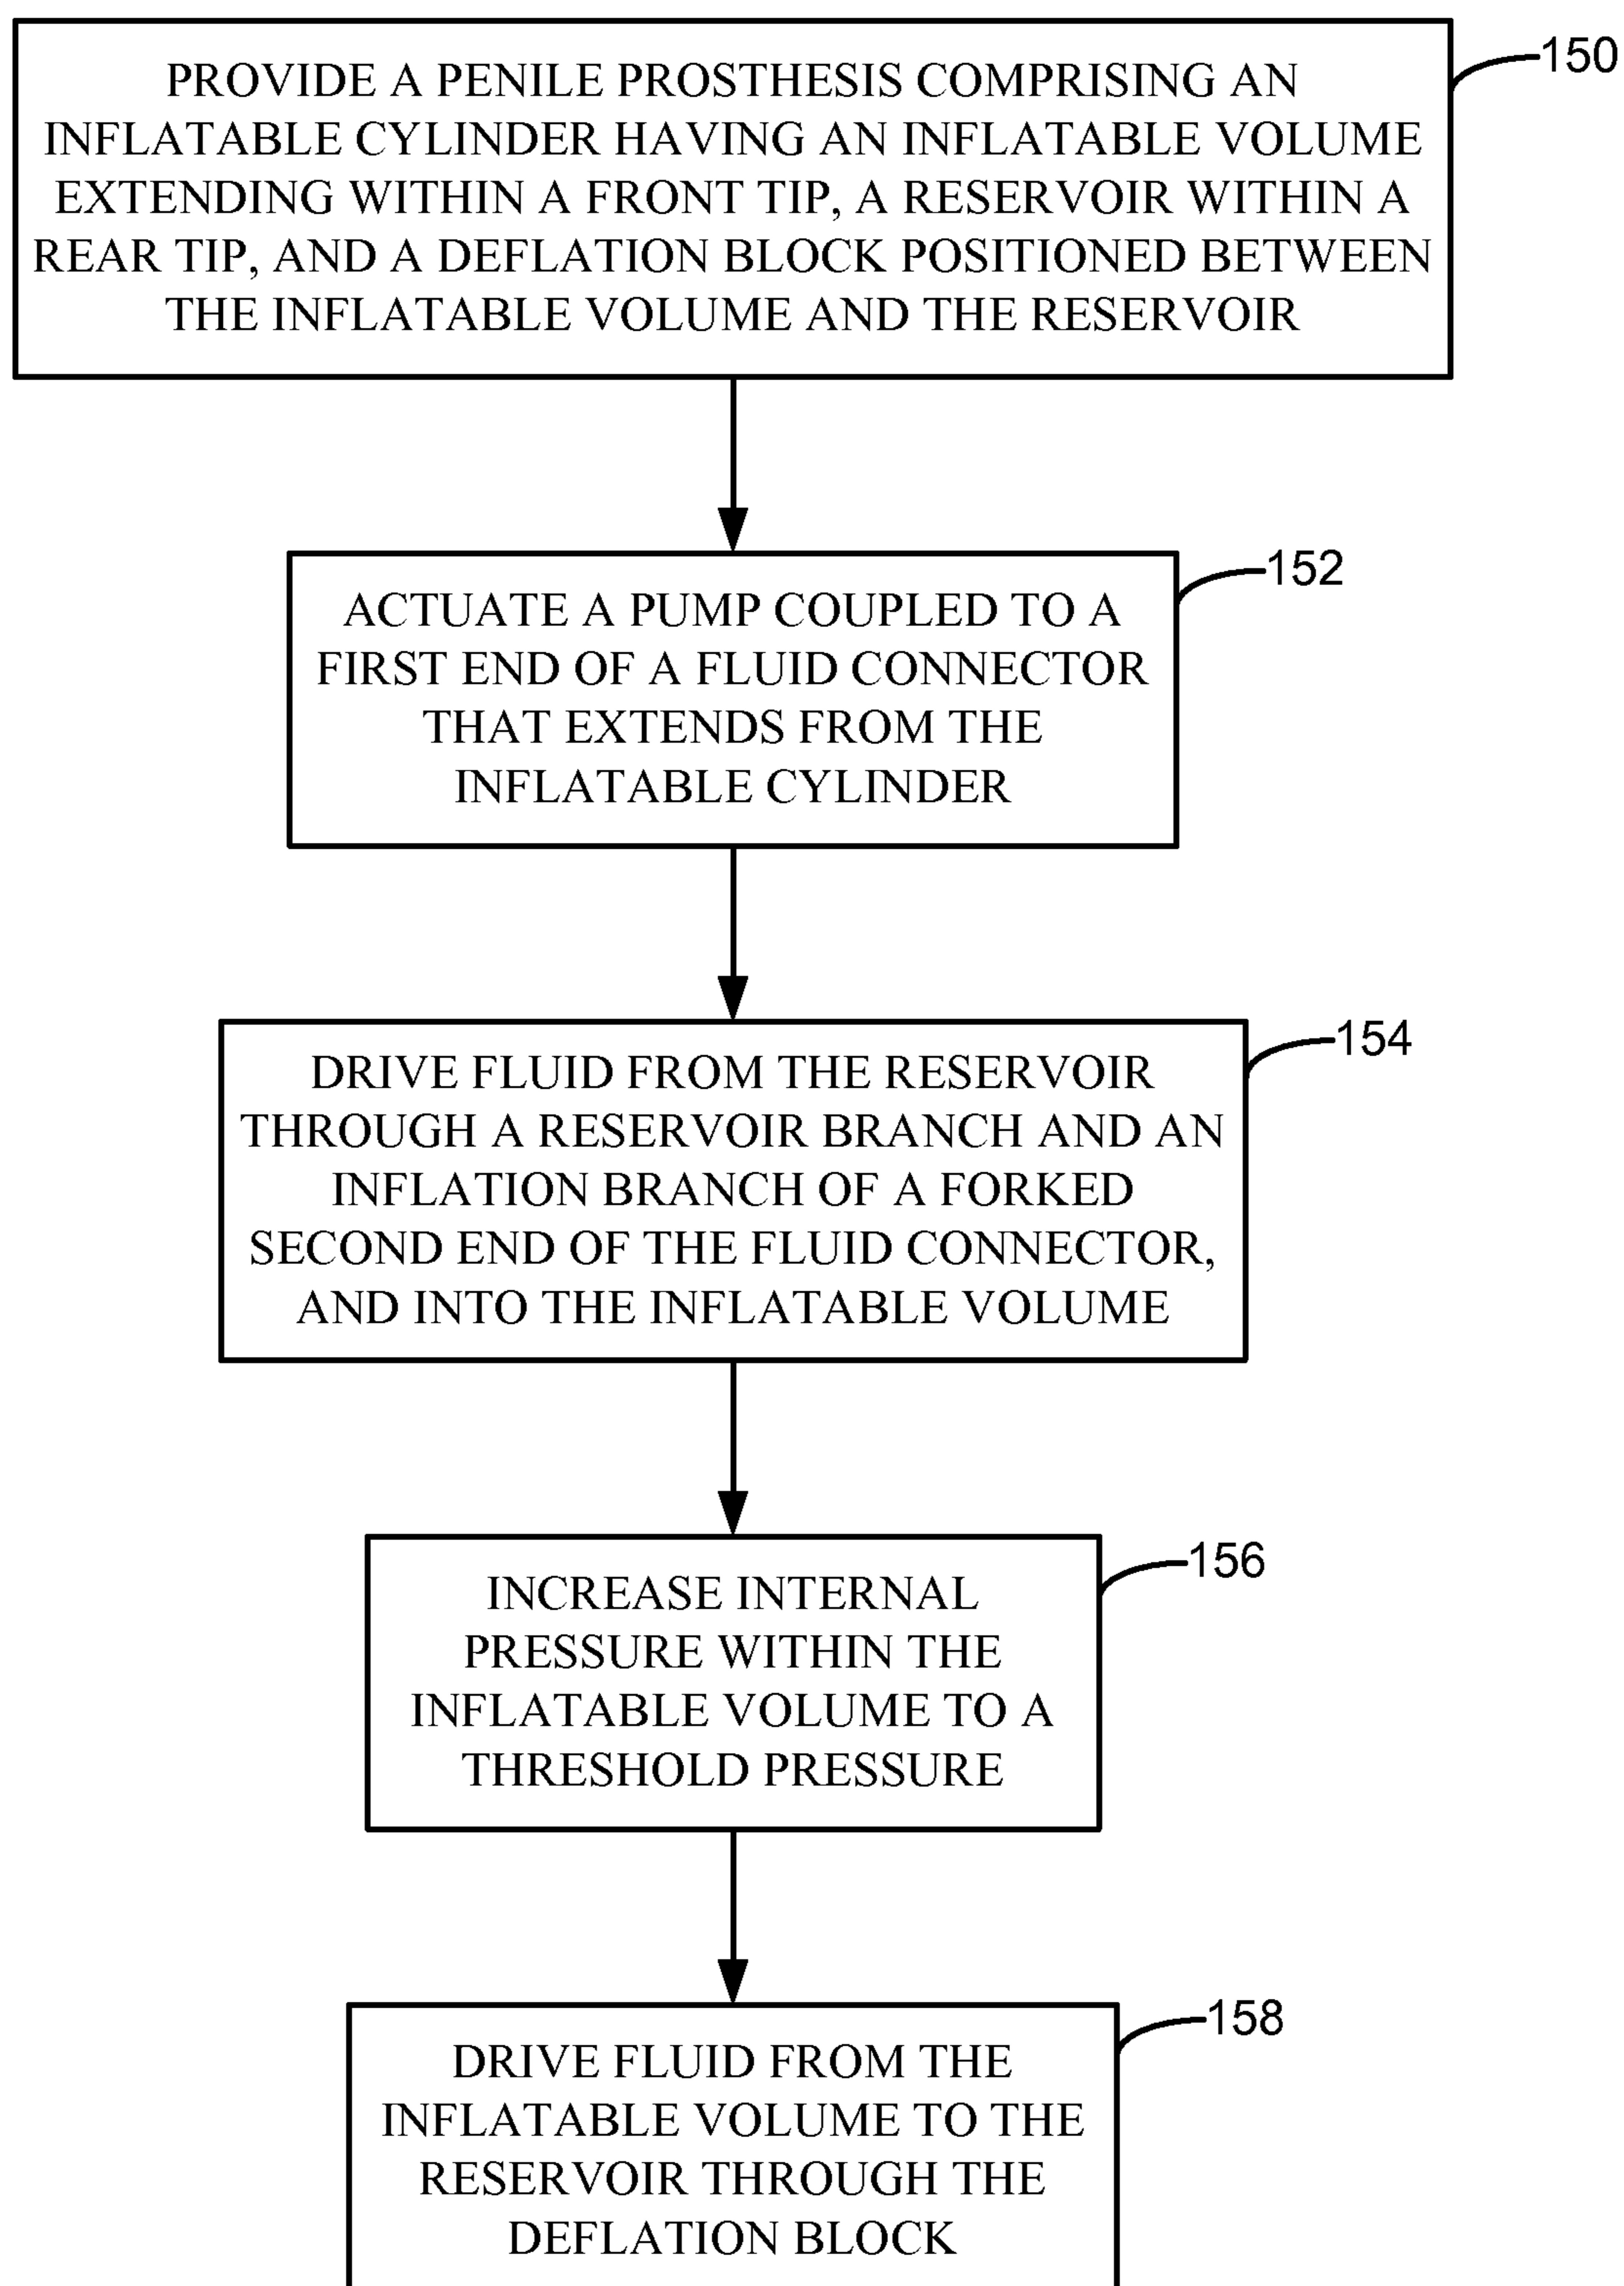 PROVIDE A PENILE PROSTHESIS COMPRISING AN
INFLATABLE CYLINDER HAVING AN INFLATABLE VOLUME
EXTENDING WITHIN A FRONT TIP, A RESERVOIR WITHIN A
REAR TIP, AND A DEFLATION BLOCK POSITIONED BETWEEN
THE INFLATABLE VOLUME AND THE RESERVOIR
150
ACTUATE A PUMP COUPLED TO A
FIRST END OF A FLUID CONNECTOR
THAT EXTENDS FROM THE
INFLATABLE CYLINDER
152
DRIVE FLUID FROM THE RESERVOIR
THROUGH A RESERVOIR BRANCH AND AN
INFLATION BRANCH OF A FORKED
SECOND END OF THE FLUID CONNECTOR,
AND INTO THE INFLATABLE VOLUME
154
INCREASE INTERNAL
PRESSURE WITHIN THE
INFLATABLE VOLUME TO A
THRESHOLD PRESSURE
156
DRIVE FLUID FROM THE
INFLATABLE VOLUME TO THE
RESERVOIR THROUGH THE
DEFLATION BLOCK
158